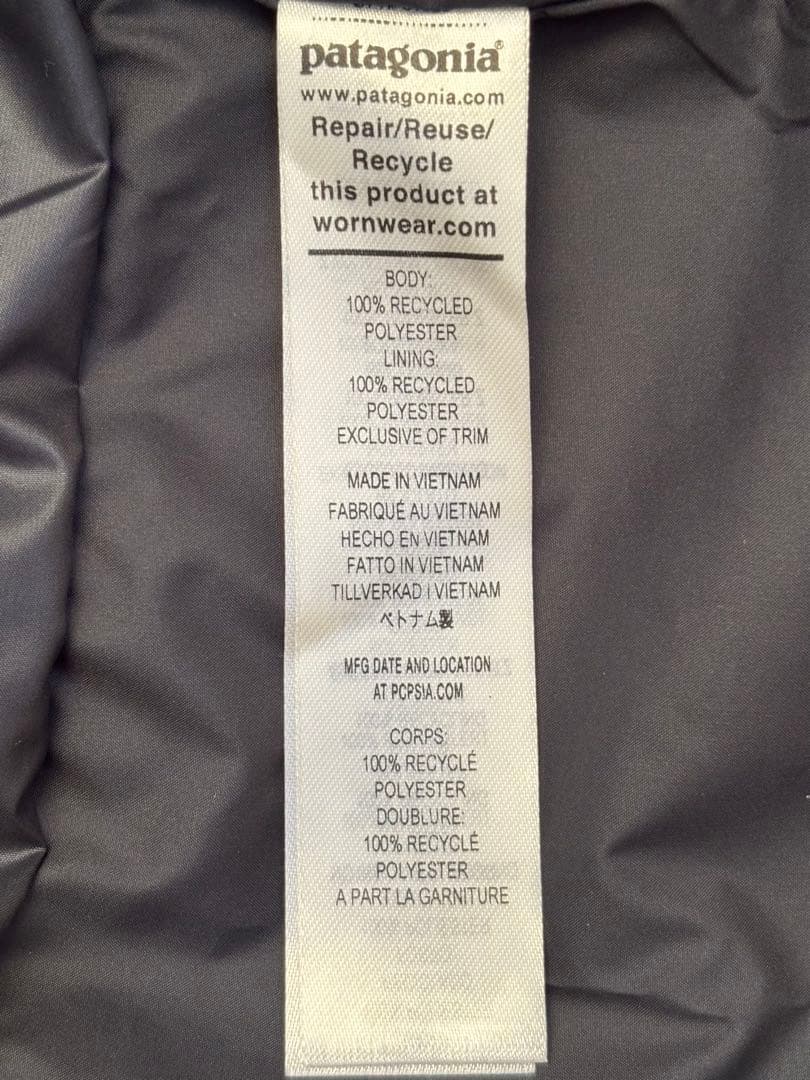 patagonia®
www.patagonia.com
Repair/Reuse/
Recycle
this product at
wornwear.com
BODY:
100% RECYCLED
POLYESTER
LINING:
100% RECYCLED
POLYESTER
EXCLUSIVE OF TRIM
MADE IN VIETNAM
FABRIQUÉ AU VIETNAM
HECHO EN VIETNAM
FATTO IN VIETNAM
TILLVERKAD I VIETNAM
ベトナム製
MFG DATE AND LOCATION
AT PCPSIA.COM
CORPS:
100% RECYCLÉ
POLYESTER
DOUBLURE:
100% RECYCLÉ
POLYESTER
A PART LA GARNITURE